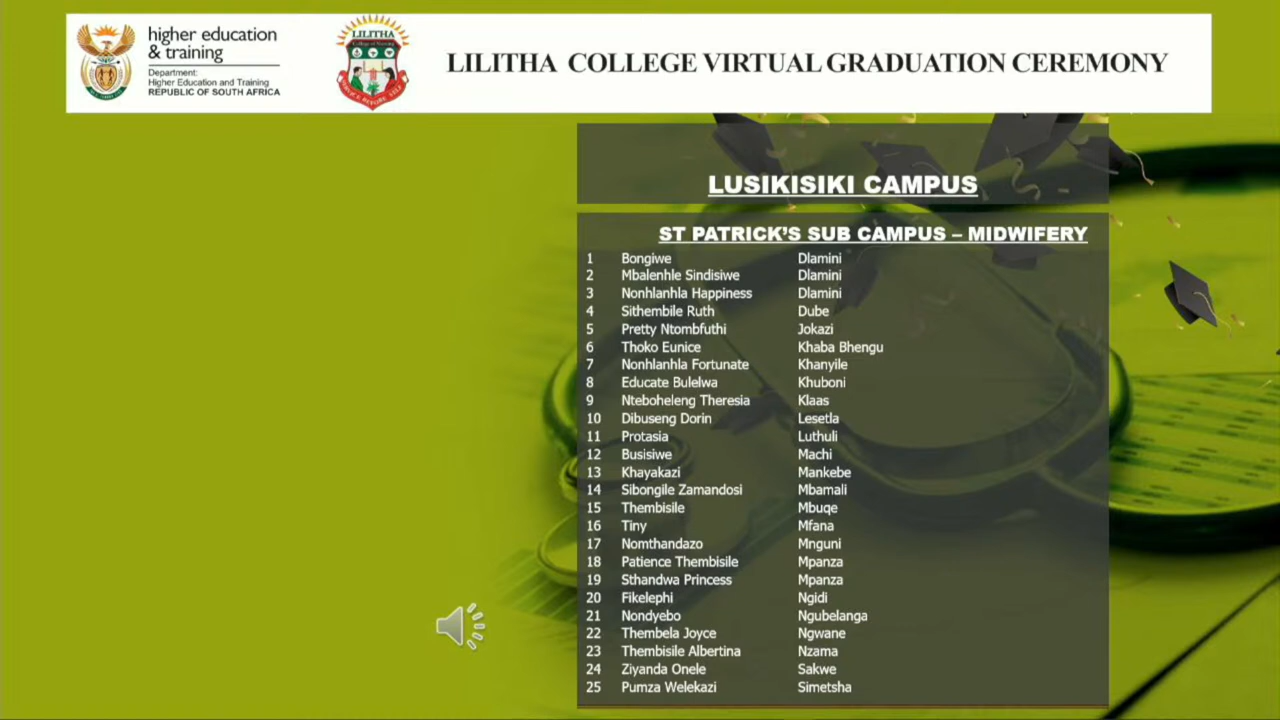 higher education
& training
Department:
Higher Education and Training
REPUBLIC OF SOUTH AFRICA
LILITHA
College of Nursing
SERVICE BEFORE SELF
LILITHA COLLEGE VIRTUAL GRADUATION CEREMONY
LUSIKISIKI CAMPUS
ST PATRICK'S SUB CAMPUS – MIDWIFERY
1 Bongiwe Dlamini
2 Mbalenhle Sindisiwe Dlamini
3 Nonhlanhla Happiness Dlamini
4 Sithembile Ruth Dube
5 Pretty Ntombfuthi Jokazi
6 Thoko Eunice Khaba Bhengu
7 Nonhlanhla Fortunate Khanyile
8 Educate Bulelwa Khuboni
9 Nteboheleng Theresia Klaas
10 Dibuseng Dorin Lesetla
11 Protasia Luthuli
12 Busisiwe Machi
13 Khayakazi Mankebe
14 Sibongile Zamandosi Mbamali
15 Thembisile Mbuqe
16 Tiny Mfana
17 Nomthandazo Mnguni
18 Patience Thembisile Mpanza
19 Sthandwa Princess Mpanza
20 Fikelephi Ngidi
21 Nondyebo Ngubelanga
22 Thembela Joyce Ngwane
23 Thembisile Albertina Nzama
24 Ziyanda Onele Sakwe
25 Pumza Welekazi Simetsha